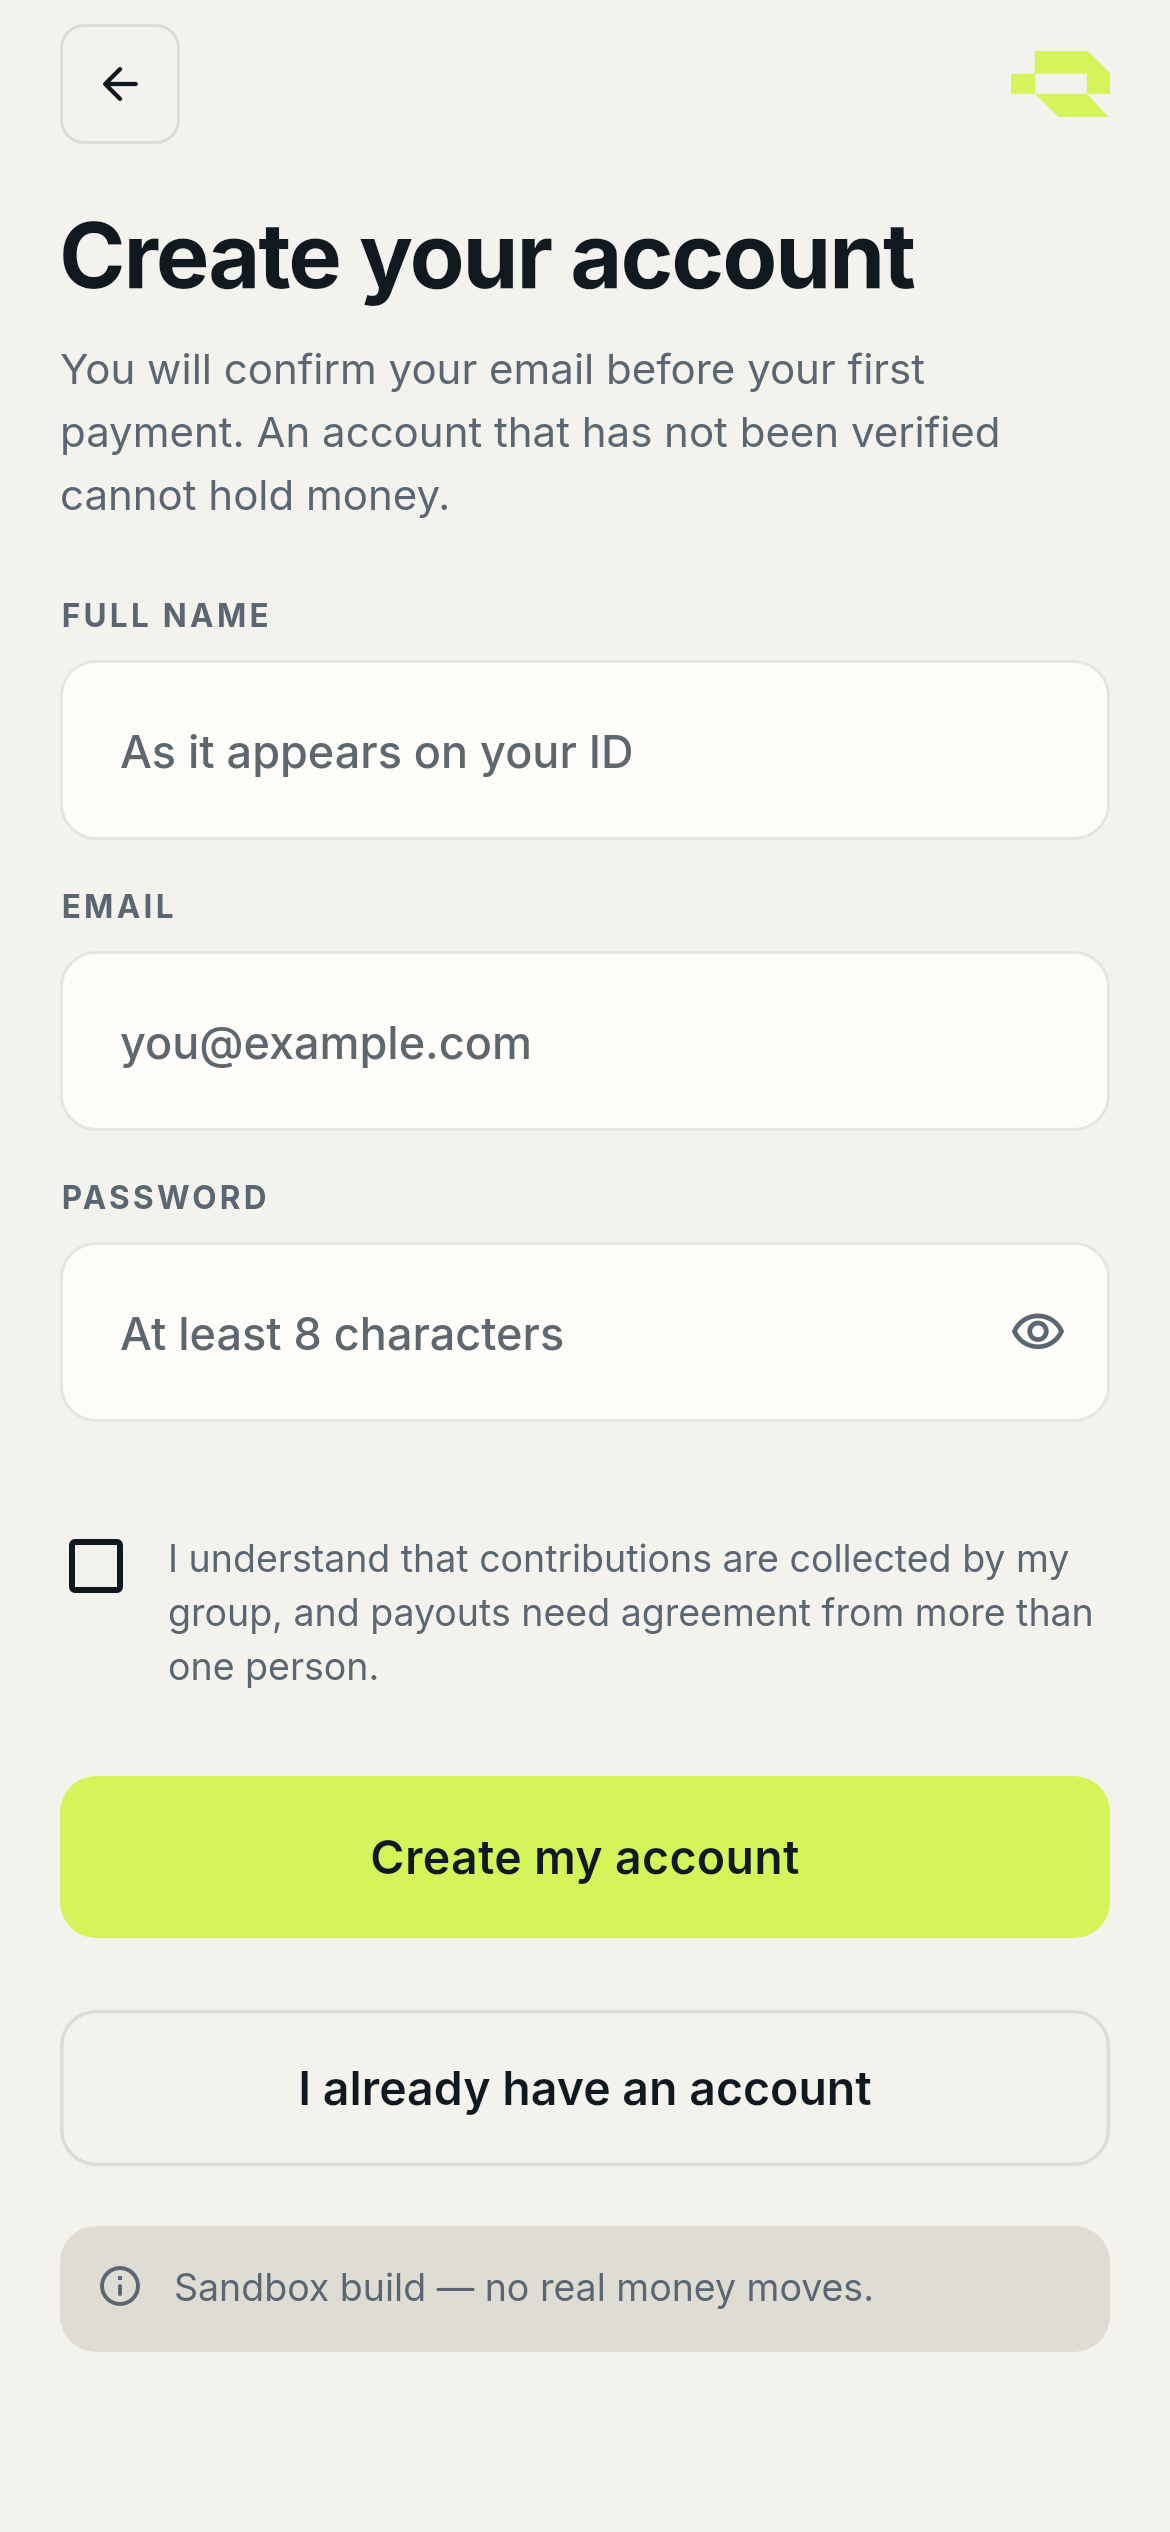 Create your account
You will confirm your email before your first
payment. An account that has not been verified
cannot hold money.
FULL NAME
As it appears on your ID
EMAIL
you@example.com
PASSWORD
At least 8 characters
I understand that contributions are collected by my
group, and payouts need agreement from more than
one person.
Create my account
I already have an account
Sandbox build — no real money moves.